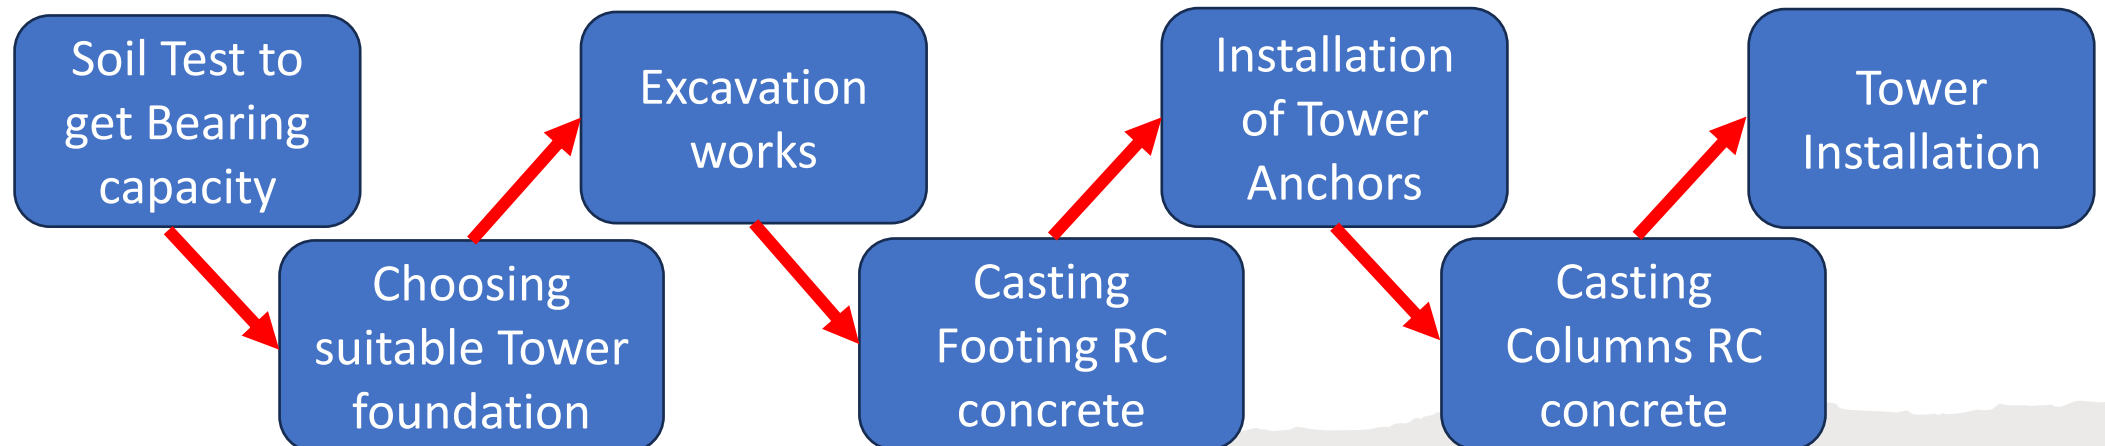 Soil Test to
get Bearing
capacity
Choosing
suitable Tower
foundation
Excavation
works
Casting
Footing RC
concrete
Installation
of Tower
Anchors
Casting
Columns RC
concrete
Tower
Installation